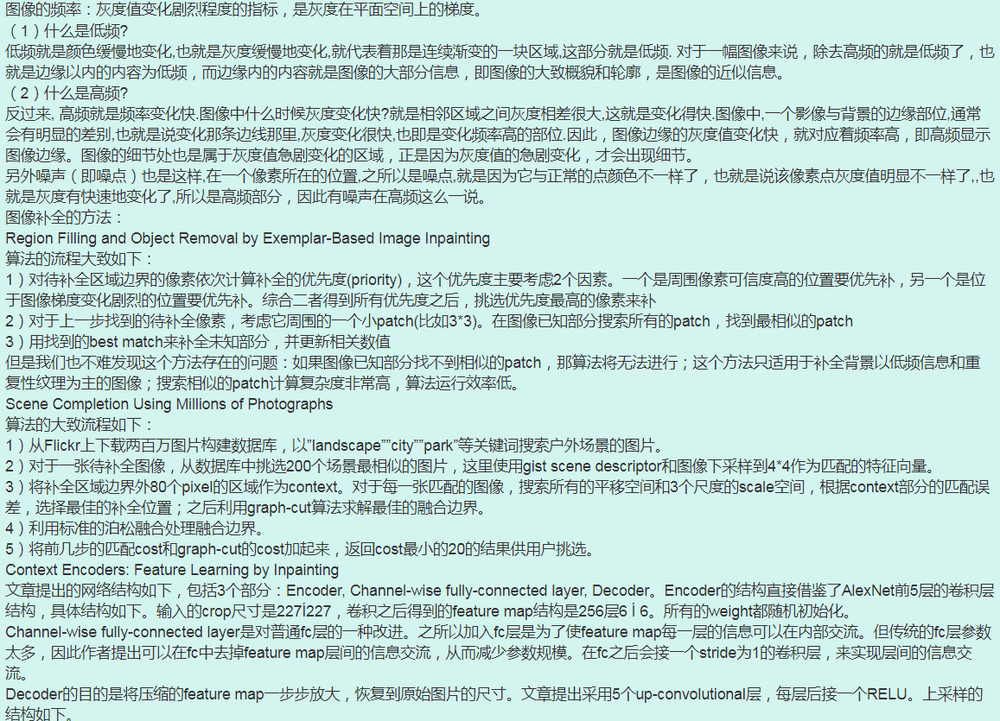 图像的频率：灰度值变化剧烈程度的指标，是灰度在平面空间上的梯度。
（1）什么是低频?
低频就是颜色缓慢地变化,也就是灰度缓慢地变化,就代表着那是连续渐变的一块区域,这部分就是低频. 对于一幅图像来说，除去高频的就是低频了，也
就是边缘以内的内容为低频，而边缘内的内容就是图像的大部分信息，即图像的大致概貌和轮廓，是图像的近似信息。
（2）什么是高频?
反过来, 高频就是频率变化快.图像中什么时候灰度变化快?就是相邻区域之间灰度相差很大,这就是变化得快.图像中,一个影像与背景的边缘部位,通常
会有明显的差别,也就是说变化那条边线那里,灰度变化很快,也即是变化频率高的部位.因此，图像边缘的灰度值变化快，就对应着频率高，即高频显示
图像边缘。图像的细节处也是属于灰度值急剧变化的区域，正是因为灰度值的急剧变化，才会出现细节。
另外噪声（即噪点）也是这样,在一个像素所在的位置,之所以是噪点,就是因为它与正常的点颜色不一样了，也就是说该像素点灰度值明显不一样了,,也
就是灰度有快速地变化了,所以是高频部分，因此有噪声在高频这么一说。
图像补全的方法：
Region Filling and Object Removal by Exemplar-Based Image Inpainting
算法的流程大致如下：
1）对待补全区域边界的像素依次计算补全的优先度(priority)，这个优先度主要考虑2个因素。一个是周围像素可信度高的位置要优先补，另一个是位
于图像梯度变化剧烈的位置要优先补。综合二者得到所有优先度之后，挑选优先度最高的像素来补
2）对于上一步找到的待补全像素，考虑它周围的一个小patch(比如3*3)。在图像已知部分搜索所有的patch，找到最相似的patch
3）用找到的best match来补全未知部分，并更新相关数值
但是我们也不难发现这个方法存在的问题：如果图像已知部分找不到相似的patch，那算法将无法进行；这个方法只适用于补全背景以低频信息和重
复性纹理为主的图像；搜索相似的patch计算复杂度非常高，算法运行效率低。
Scene Completion Using Millions of Photographs
算法的大致流程如下：
1）从Flickr上下载两百万图片构建数据库，以”landscape””city””park”等关键词搜索户外场景的图片。
2）对于一张待补全图像，从数据库中挑选200个场景最相似的图片，这里使用gist scene descriptor和图像下采样到4*4作为匹配的特征向量。
3）将补全区域边界外80个pixel的区域作为context。对于每一张匹配的图像，搜索所有的平移空间和3个尺度的scale空间，根据context部分的匹配误
差，选择最佳的补全位置；之后利用graph-cut算法求解最佳的融合边界。
4）利用标准的泊松融合处理融合边界。
5）将前几步的匹配cost和graph-cut的cost加起来，返回cost最小的20的结果供用户挑选。
Context Encoders: Feature Learning by Inpainting
文章提出的网络结构如下，包括3个部分：Encoder, Channel-wise fully-connected layer, Decoder。Encoder的结构直接借鉴了AlexNet前5层的卷积层
结构，具体结构如下。输入的crop尺寸是227Í227，卷积之后得到的feature map结构是256层6 Í 6。所有的weight都随机初始化。
Channel-wise fully-connected layer是对普通fc层的一种改进。之所以加入fc层是为了使feature map每一层的信息可以在内部交流。但传统的fc层参数
太多，因此作者提出可以在fc中去掉feature map层间的信息交流，从而减少参数规模。在fc之后会接一个stride为1的卷积层，来实现层间的信息交
流。
Decoder的目的是将压缩的feature map一步步放大，恢复到原始图片的尺寸。文章提出采用5个up-convolutional层，每层后接一个RELU。上采样的
结构如下。